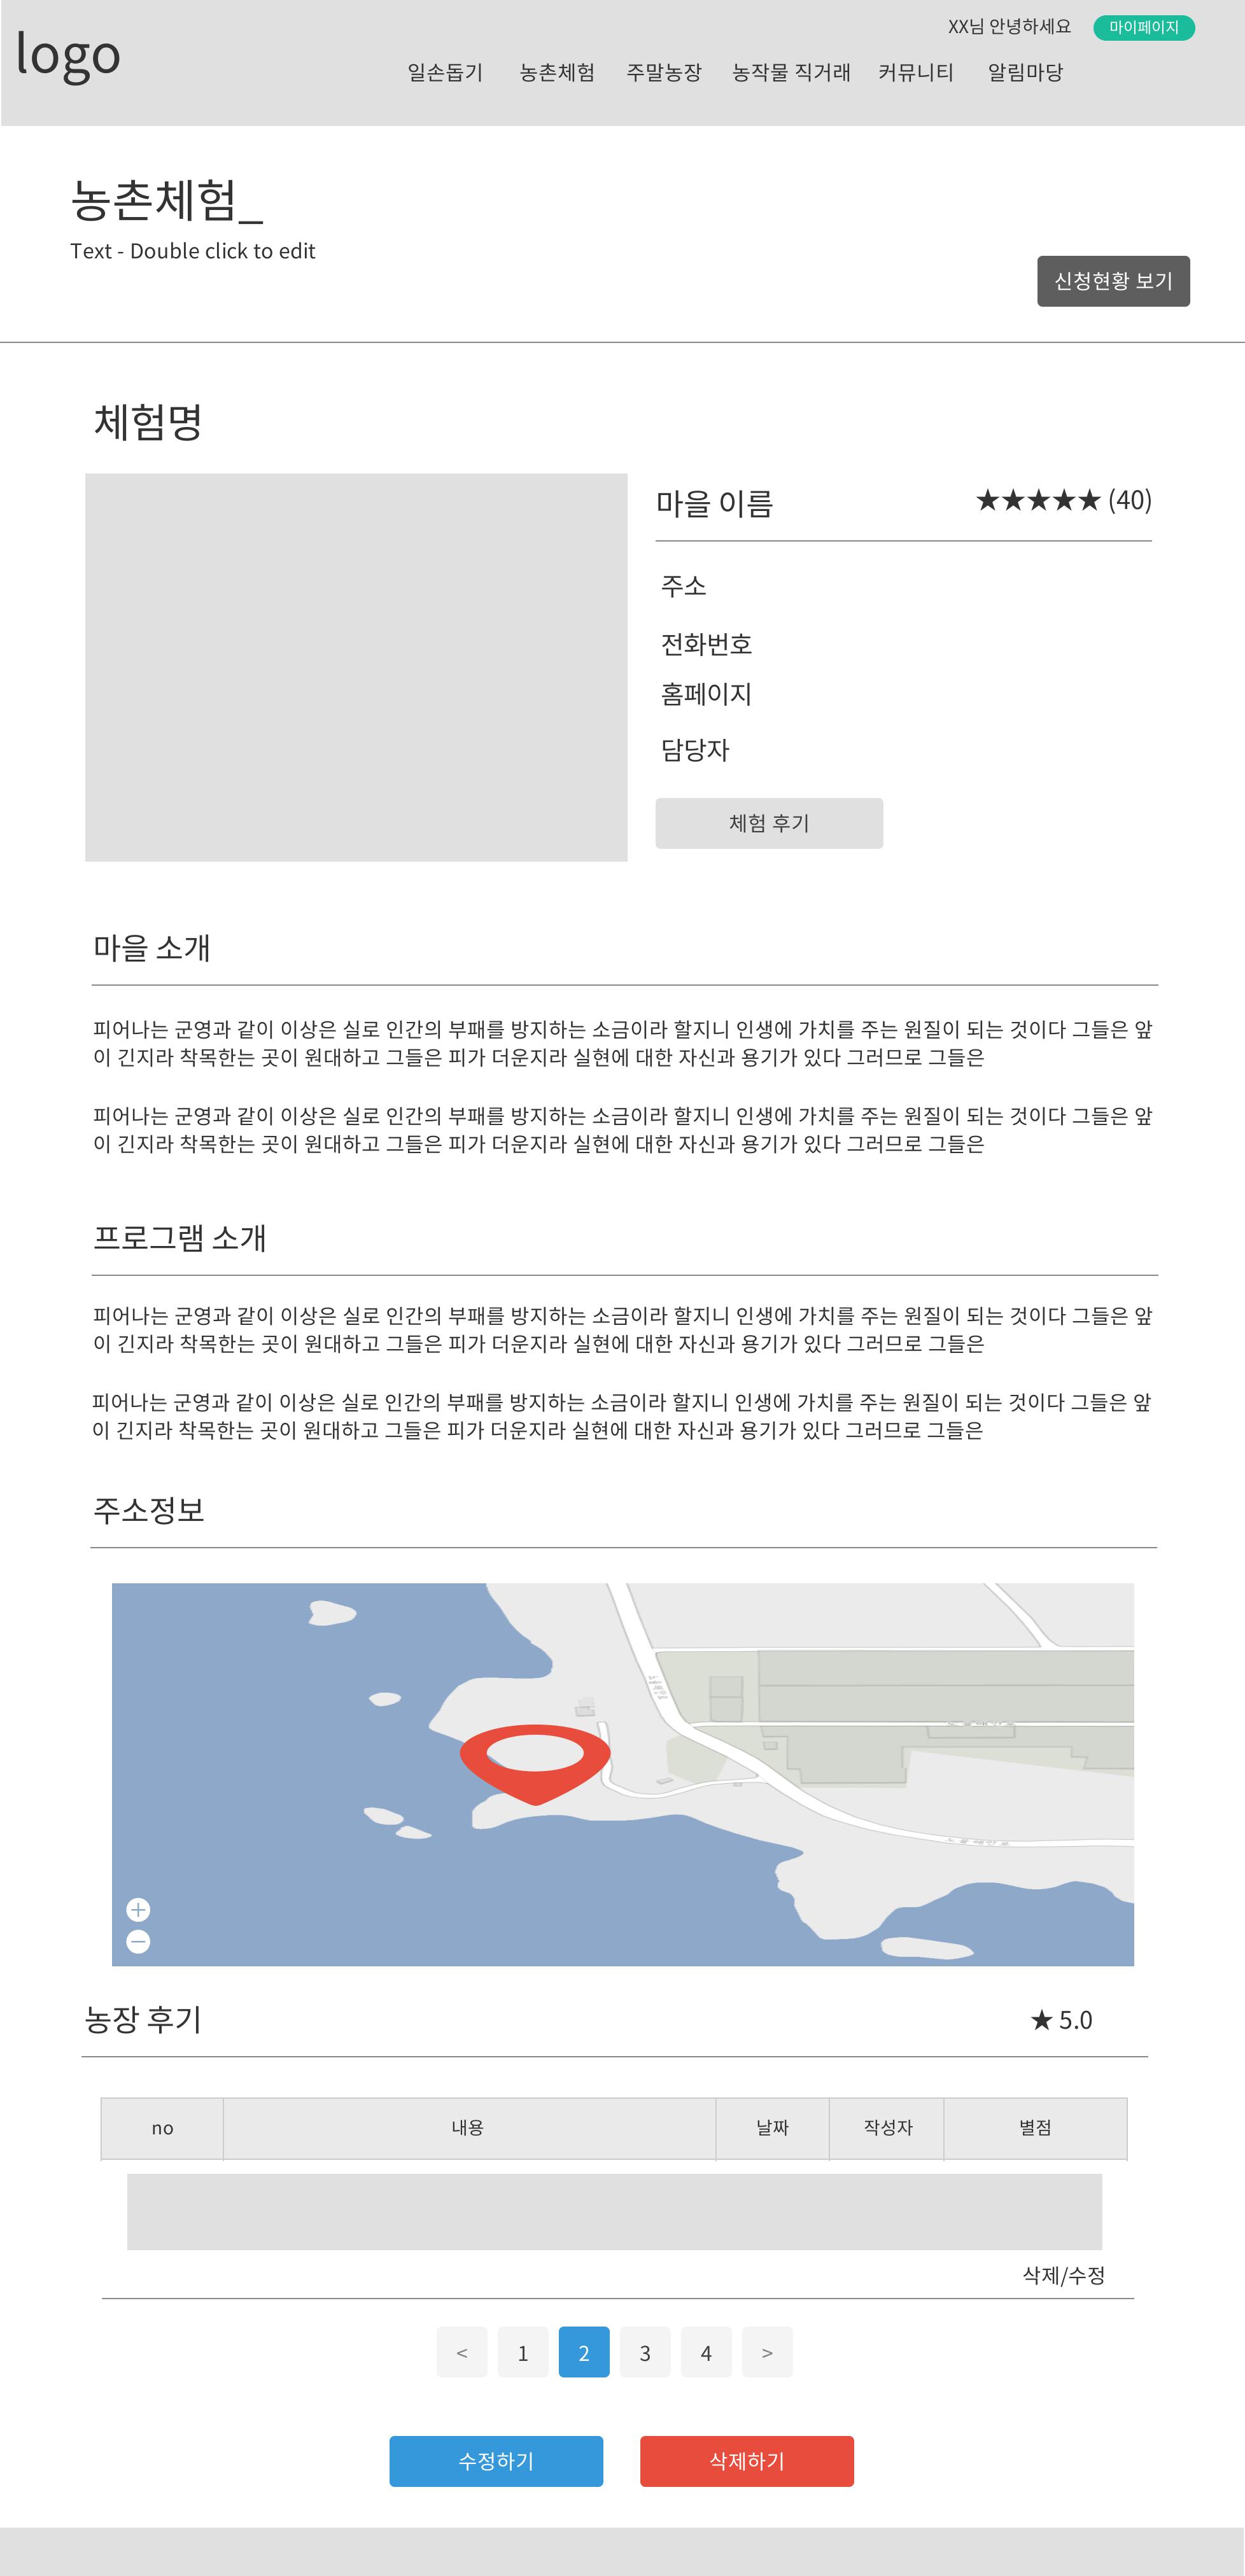 logo
XX님 안녕하세요 마이페이지
일손돕기 농촌체험 주말농장 농작물 직거래 커뮤니티 알림마당
농촌체험_
Text - Double click to edit
신청현황 보기
체험명
마을 이름 ★★★★★ (40)
주소
전화번호
홈페이지
담당자
체험 후기
마을 소개
피어나는 군영과 같이 이상은 실로 인간의 부패를 방지하는 소금이라 할지니 인생에 가치를 주는 원질이 되는 것이다 그들은 앞
이 긴지라 착목한는 곳이 원대하고 그들은 피가 더운지라 실현에 대한 자신과 용기가 있다 그러므로 그들은
피어나는 군영과 같이 이상은 실로 인간의 부패를 방지하는 소금이라 할지니 인생에 가치를 주는 원질이 되는 것이다 그들은 앞
이 긴지라 착목한는 곳이 원대하고 그들은 피가 더운지라 실현에 대한 자신과 용기가 있다 그러므로 그들은
프로그램 소개
피어나는 군영과 같이 이상은 실로 인간의 부패를 방지하는 소금이라 할지니 인생에 가치를 주는 원질이 되는 것이다 그들은 앞
이 긴지라 착목한는 곳이 원대하고 그들은 피가 더운지라 실현에 대한 자신과 용기가 있다 그러므로 그들은
피어나는 군영과 같이 이상은 실로 인간의 부패를 방지하는 소금이라 할지니 인생에 가치를 주는 원질이 되는 것이다 그들은 앞
이 긴지라 착목한는 곳이 원대하고 그들은 피가 더운지라 실현에 대한 자신과 용기가 있다 그러므로 그들은
주소정보
농장 후기 ★ 5.0
no 내용 날짜 작성자 별점
삭제/수정
< 1 2 3 4 >
수정하기 삭제하기